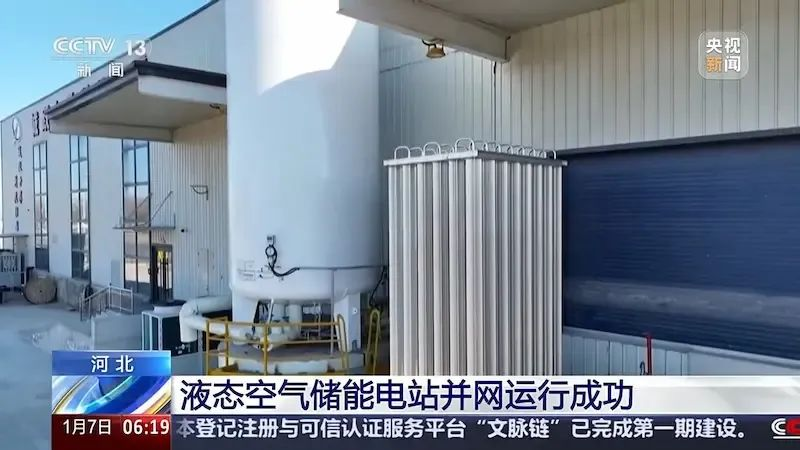 CCTV 13
新闻
央视
新闻
河北
液态空气储能电站并网运行成功
1月7日 06:19 本登记注册与可信认证服务平台“文脉链”已完成第一期建设。